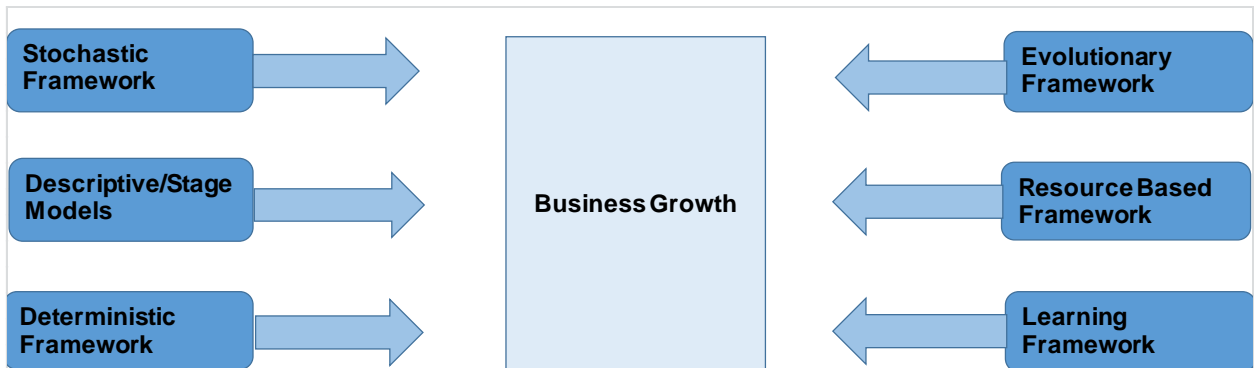 Stochastic
Framework
Descriptive/Stage
Models
Deterministic
Framework
Business Growth
Evolutionary
Framework
Resource Based
Framework
Learning
Framework